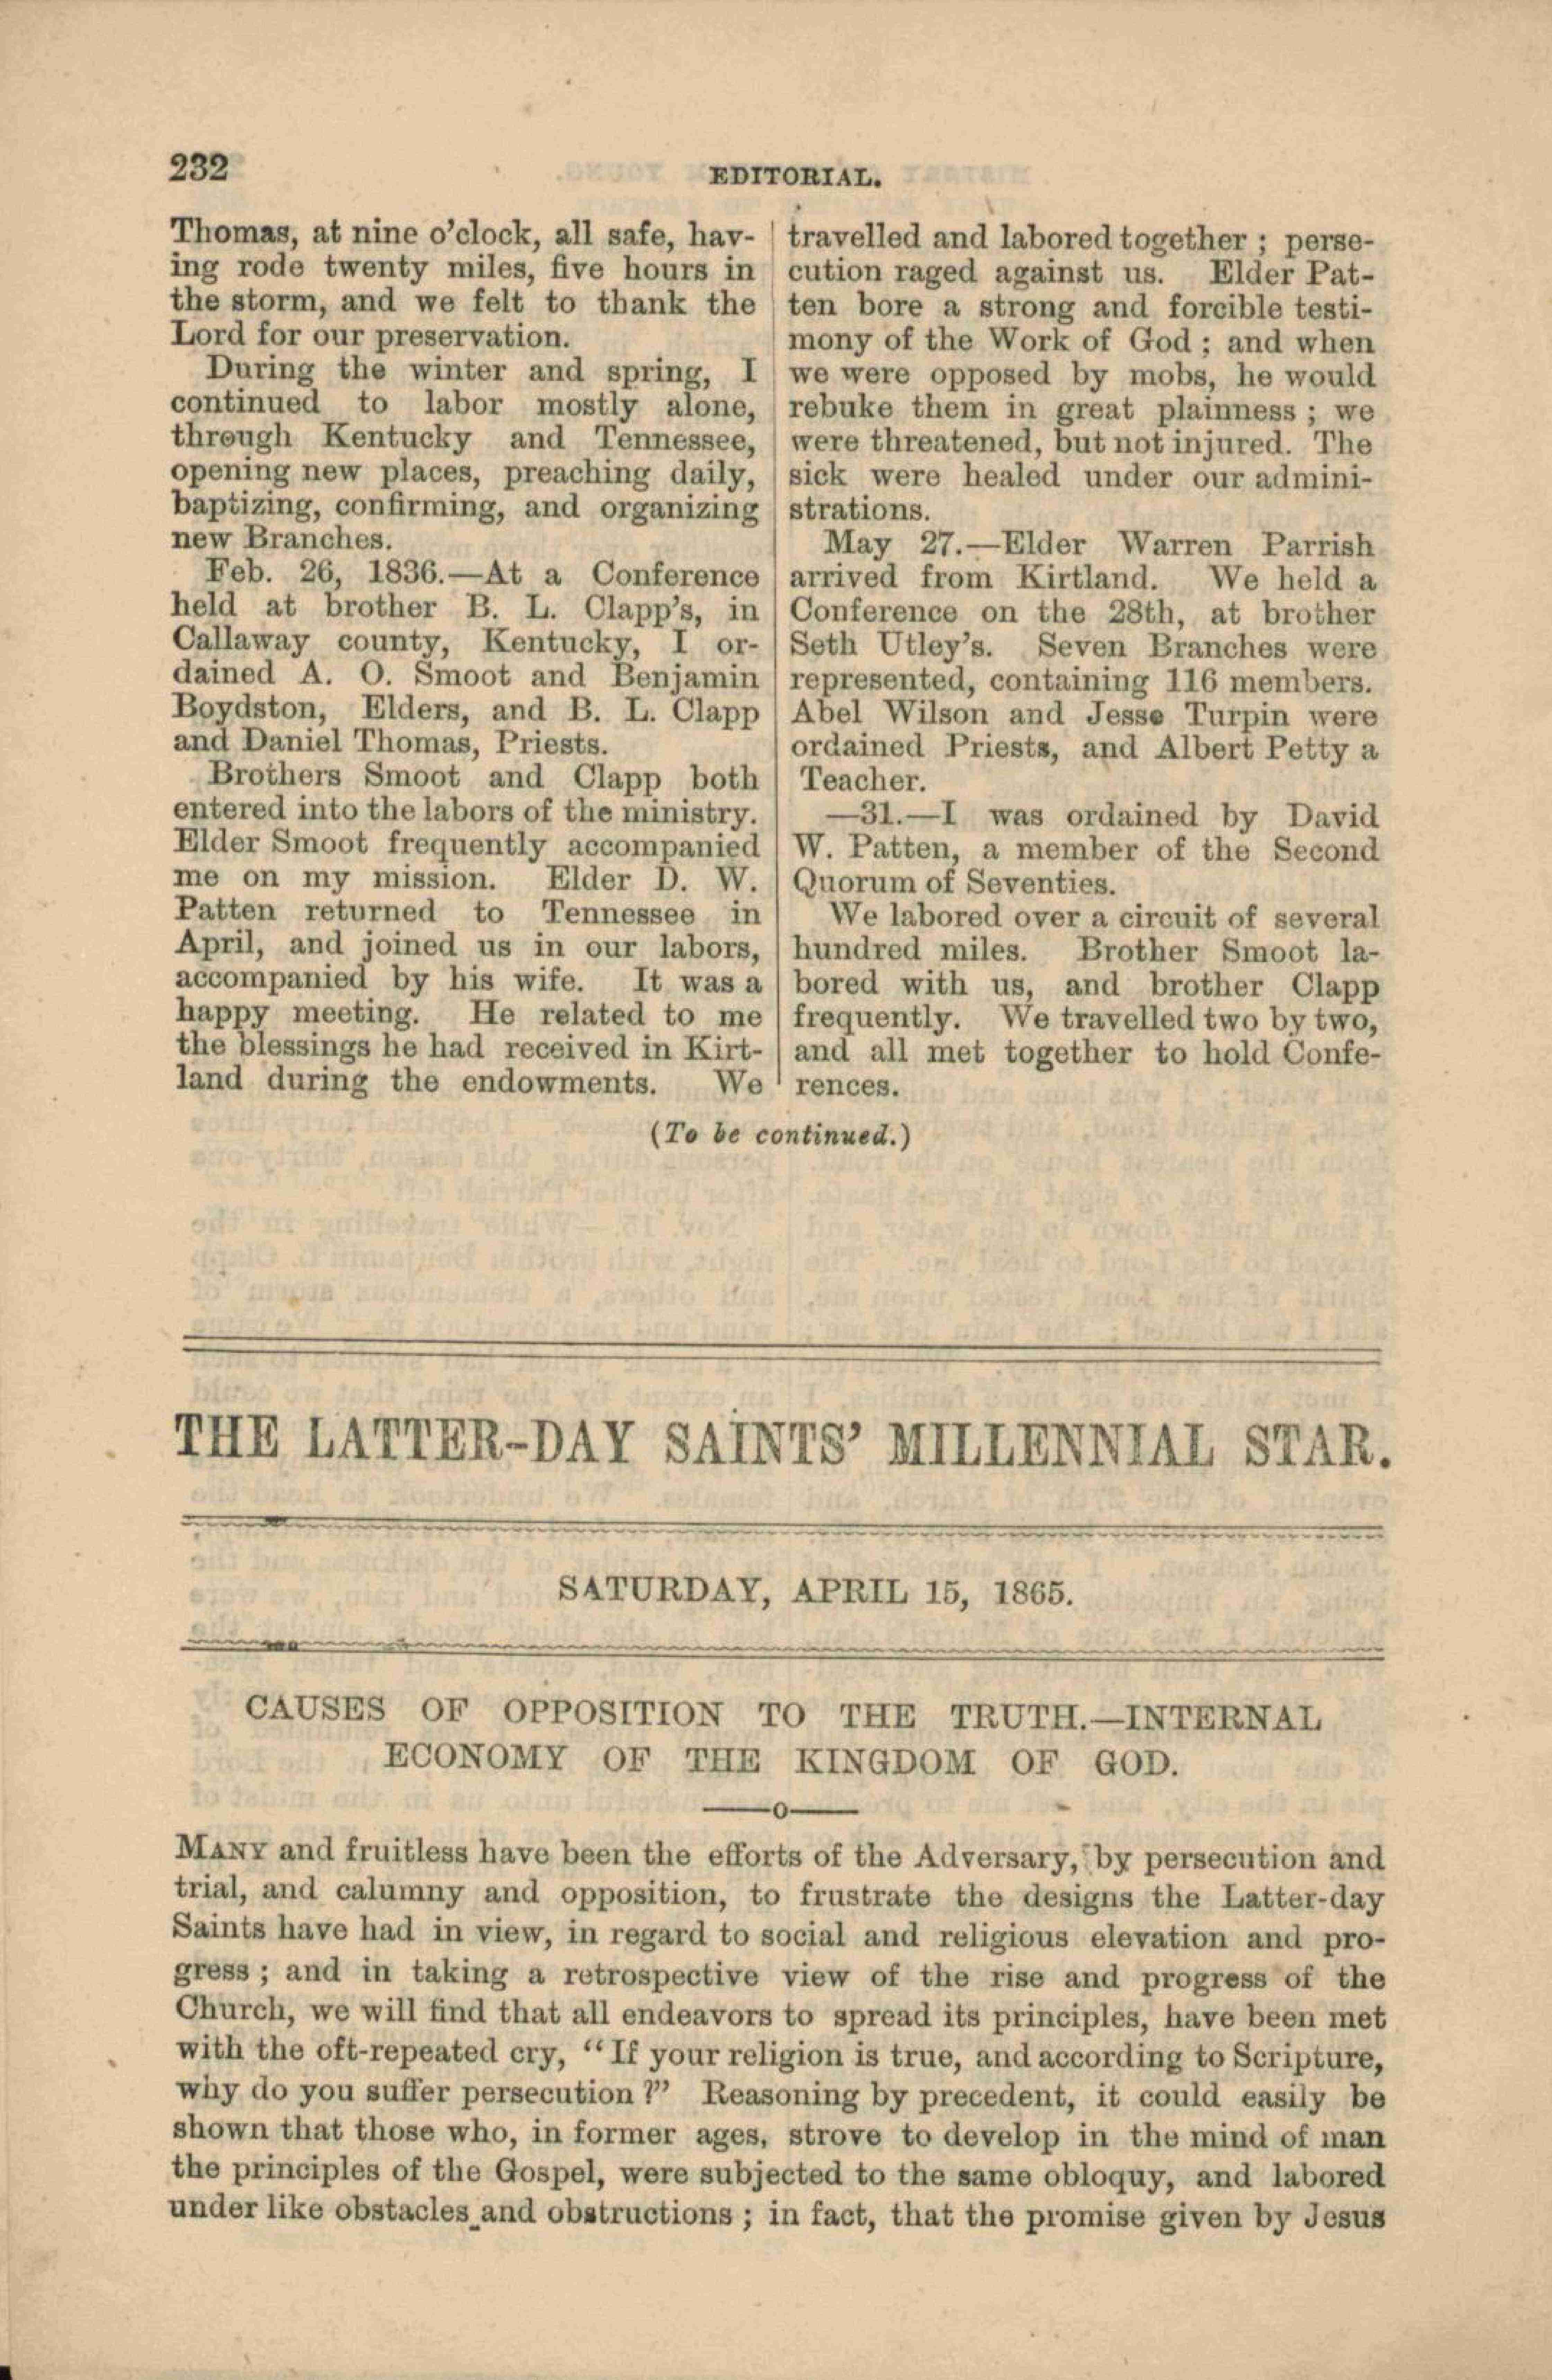 232
EDITORIAL.
Thomas, at nine o'clock, all safe, hav-
ing rode twenty miles, five hours in
the storm, and we felt to thank the
Lord for our preservation.
During the winter and spring, I
continued to labor mostly alone,
through Kentucky and Tennessee,
opening new places, preaching daily,
baptizing, confirming, and organizing
new Branches.
Feb. 26, 1836.—At a Conference
held at brother B. L. Clapp's, in
Callaway county, Kentucky, I or-
dained A. O. Smoot and Benjamin
Boydston, Elders, and B. L. Clapp
and Daniel Thomas, Priests.
Brothers Smoot and Clapp both
entered into the labors of the ministry.
Elder Smoot frequently accompanied
me on my mission. Elder D. W.
Patten returned to Tennessee in
April, and joined us in our labors,
accompanied by his wife. It was a
happy meeting. He related to me
the blessings he had received in Kirt-
land during the endowments. We
travelled and labored together ; perse-
cution raged against us. Elder Pat-
ten bore a strong and forcible testi-
mony of the Work of God ; and when
we were opposed by mobs, he would
rebuke them in great plainness ; we
were threatened, but not injured. The
sick were healed under our admini-
strations.
May 27.—Elder Warren Parrish
arrived from Kirtland. We held a
Conference on the 28th, at brother
Seth Utley's. Seven Branches were
represented, containing 116 members.
Abel Wilson and Jesse Turpin were
ordained Priests, and Albert Petty a
Teacher.
—31.—I was ordained by David
W. Patten, a member of the Second
Quorum of Seventies.
We labored over a circuit of several
hundred miles. Brother Smoot la-
bored with us, and brother Clapp
frequently. We travelled two by two,
and all met together to hold Confe-
rences.
(To be continued.)
THE LATTER-DAY SAINTS' MILLENNIAL STAR.
SATURDAY, APRIL 15, 1865.
CAUSES OF OPPOSITION TO THE TRUTH.—INTERNAL
ECONOMY OF THE KINGDOM OF GOD.
——o——
MANY and fruitless have been the efforts of the Adversary, by persecution and
trial, and calumny and opposition, to frustrate the designs the Latter-day
Saints have had in view, in regard to social and religious elevation and pro-
gress ; and in taking a retrospective view of the rise and progress of the
Church, we will find that all endeavors to spread its principles, have been met
with the oft-repeated cry, "If your religion is true, and according to Scripture,
why do you suffer persecution ?" Reasoning by precedent, it could easily be
shown that those who, in former ages, strove to develop in the mind of man
the principles of the Gospel, were subjected to the same obloquy, and labored
under like obstacles and obstructions ; in fact, that the promise given by Jesus